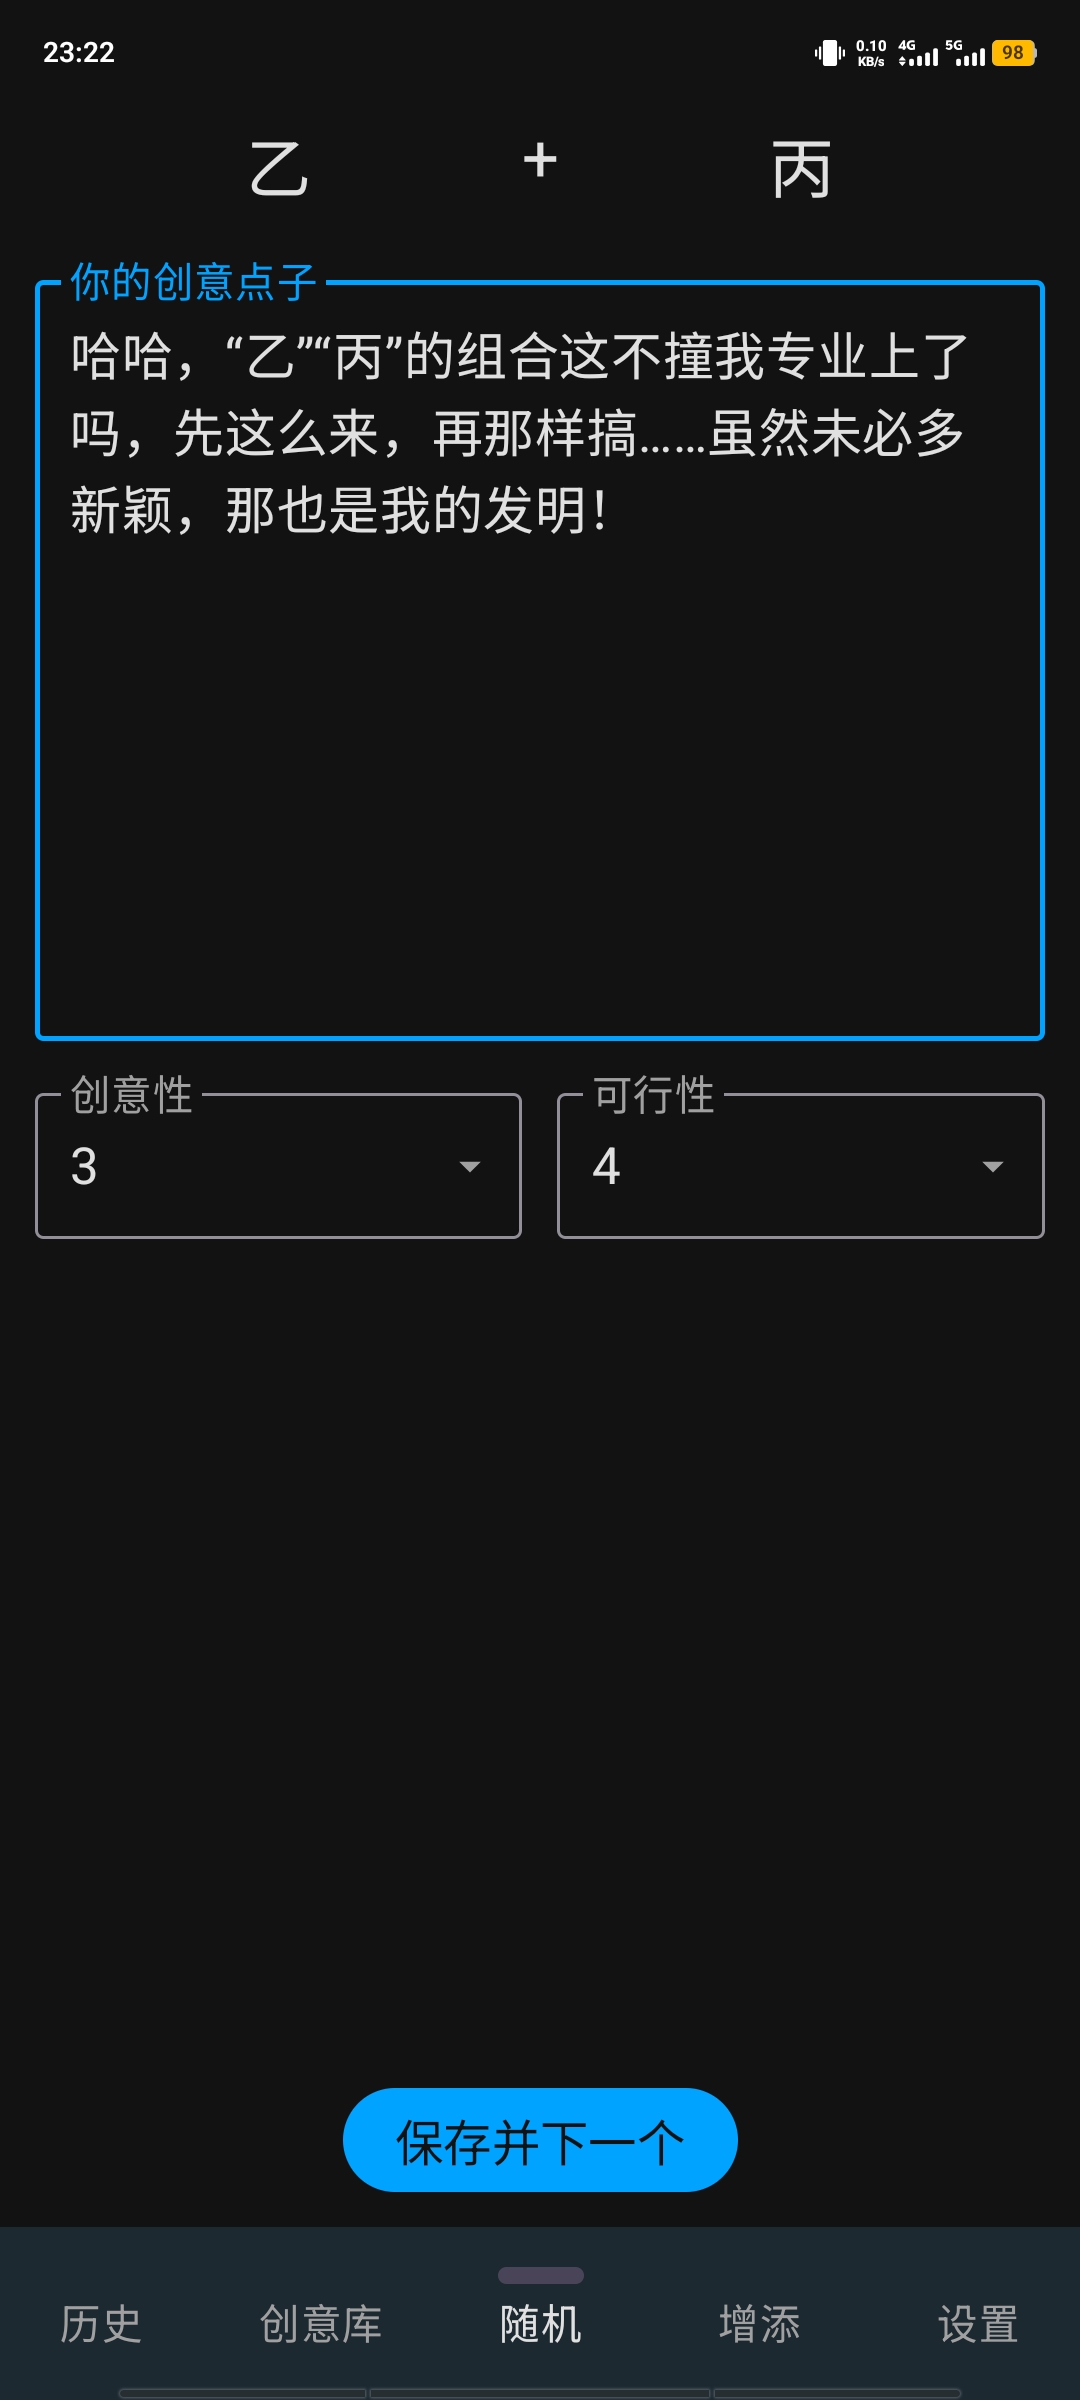 23:22
0.10 KB/s 4G 5G 98
乙 + 丙
你的创意点子
哈哈，“乙”“丙”的组合这不撞我专业上了
吗，先这么来，再那样搞……虽然未必多
新颖，那也是我的发明！
创意性 可行性
3 4
保存并下一个
历史 创意库 随机 增添 设置